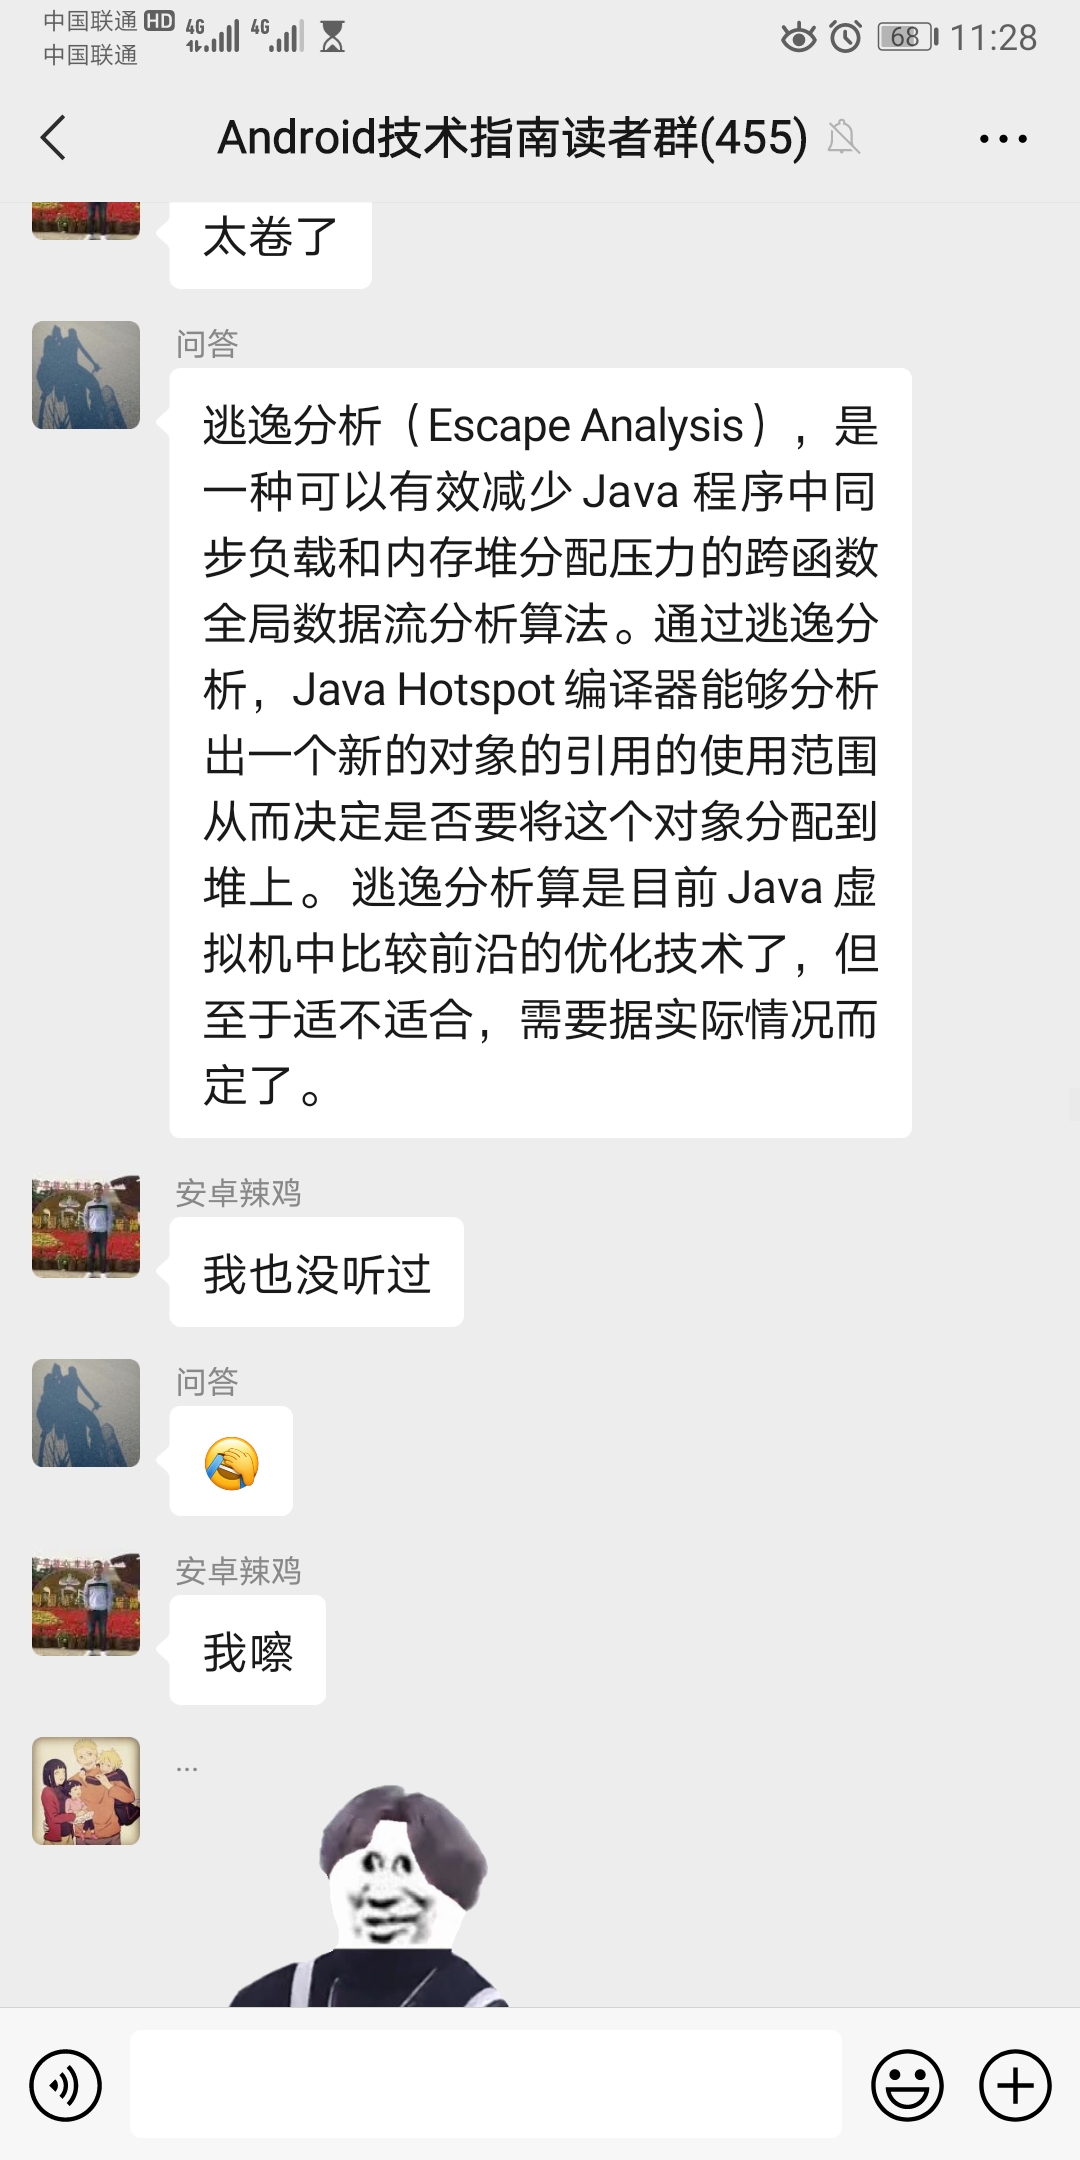 中国联通 HD 4G 4G 68 11:28
中国联通
Android技术指南读者群(455)
太卷了
问答
逃逸分析（Escape Analysis），是
一种可以有效减少 Java 程序中同
步负载和内存堆分配压力的跨函数
全局数据流分析算法。通过逃逸分
析，Java Hotspot 编译器能够分析
出一个新的对象的引用的使用范围
从而决定是否要将这个对象分配到
堆上。 逃逸分析算是目前 Java 虚
拟机中比较前沿的优化技术了，但
至于适不适合，需要据实际情况而
定了。
安卓辣鸡
我也没听过
问答
安卓辣鸡
我嚓
...